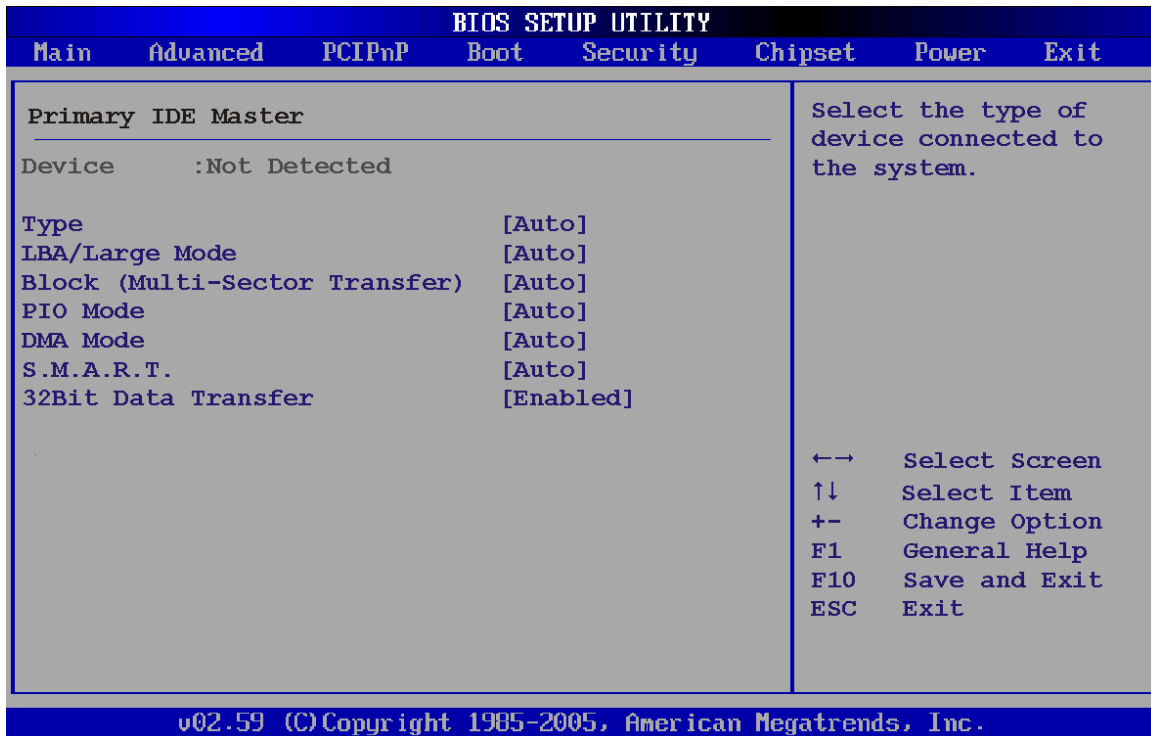 BIOS SETUP UTILITY
Main Advanced PCIPnP Boot Security Chipset Power Exit
Primary IDE Master
Device :Not Detected
Type [Auto]
LBA/Large Mode [Auto]
Block (Multi-Sector Transfer) [Auto]
PIO Mode [Auto]
DMA Mode [Auto]
S.M.A.R.T. [Auto]
32Bit Data Transfer [Enabled]
Select the type of
device connected to
the system.
←→ Select Screen
↑↓ Select Item
+- Change Option
F1 General Help
F10 Save and Exit
ESC Exit
v02.59 (C)Copyright 1985-2005, American Megatrends, Inc.